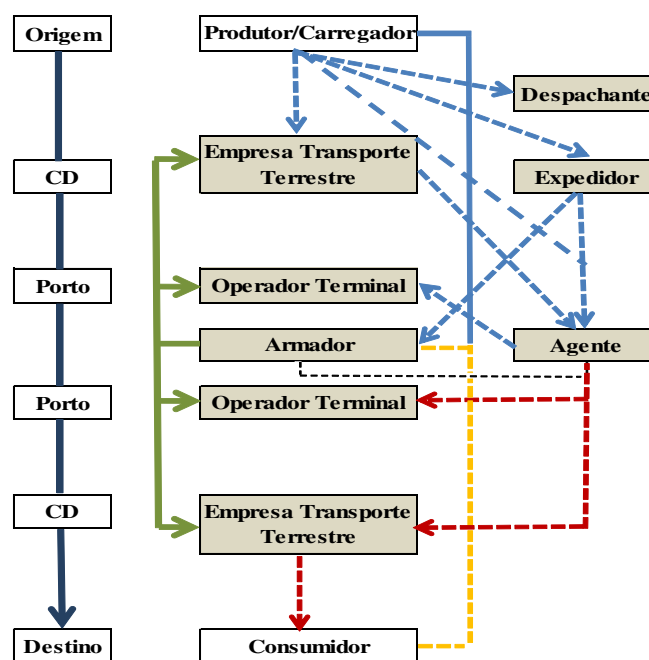 Origem
Produtor/Carregador
Despachante
Empresa Transporte
Terrestre
CD
Expedidor
Porto
Operador Terminal
Armador
Agente
Porto
Operador Terminal
CD
Empresa Transporte
Terrestre
Destino
Consumidor